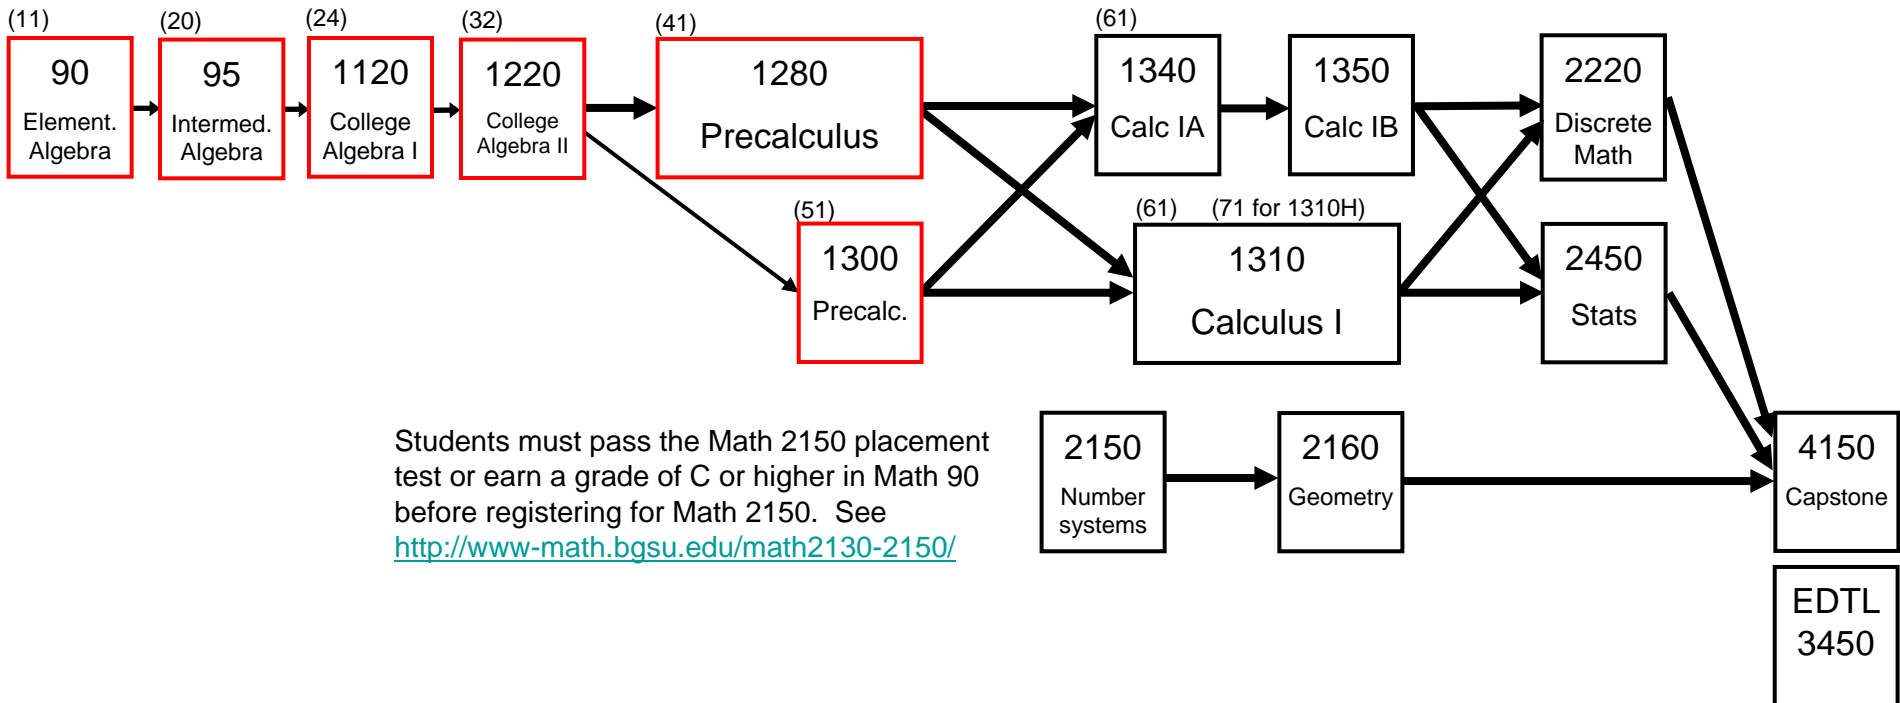 (11)
90
Element.
Algebra
(20)
95
Intermed.
Algebra
(24)
1120
College
Algebra I
(32)
1220
College
Algebra II
(41)
1280
Precalculus
(51)
1300
Precalc.
(61)
1340
Calc IA
1350
Calc IB
(61) (71 for 1310H)
1310
Calculus I
2220
Discrete
Math
2450
Stats
Students must pass the Math 2150 placement
test or earn a grade of C or higher in Math 90
before registering for Math 2150. See
http://www-math.bgsu.edu/math2130-2150/
2150
Number
systems
2160
Geometry
4150
Capstone
EDTL
3450